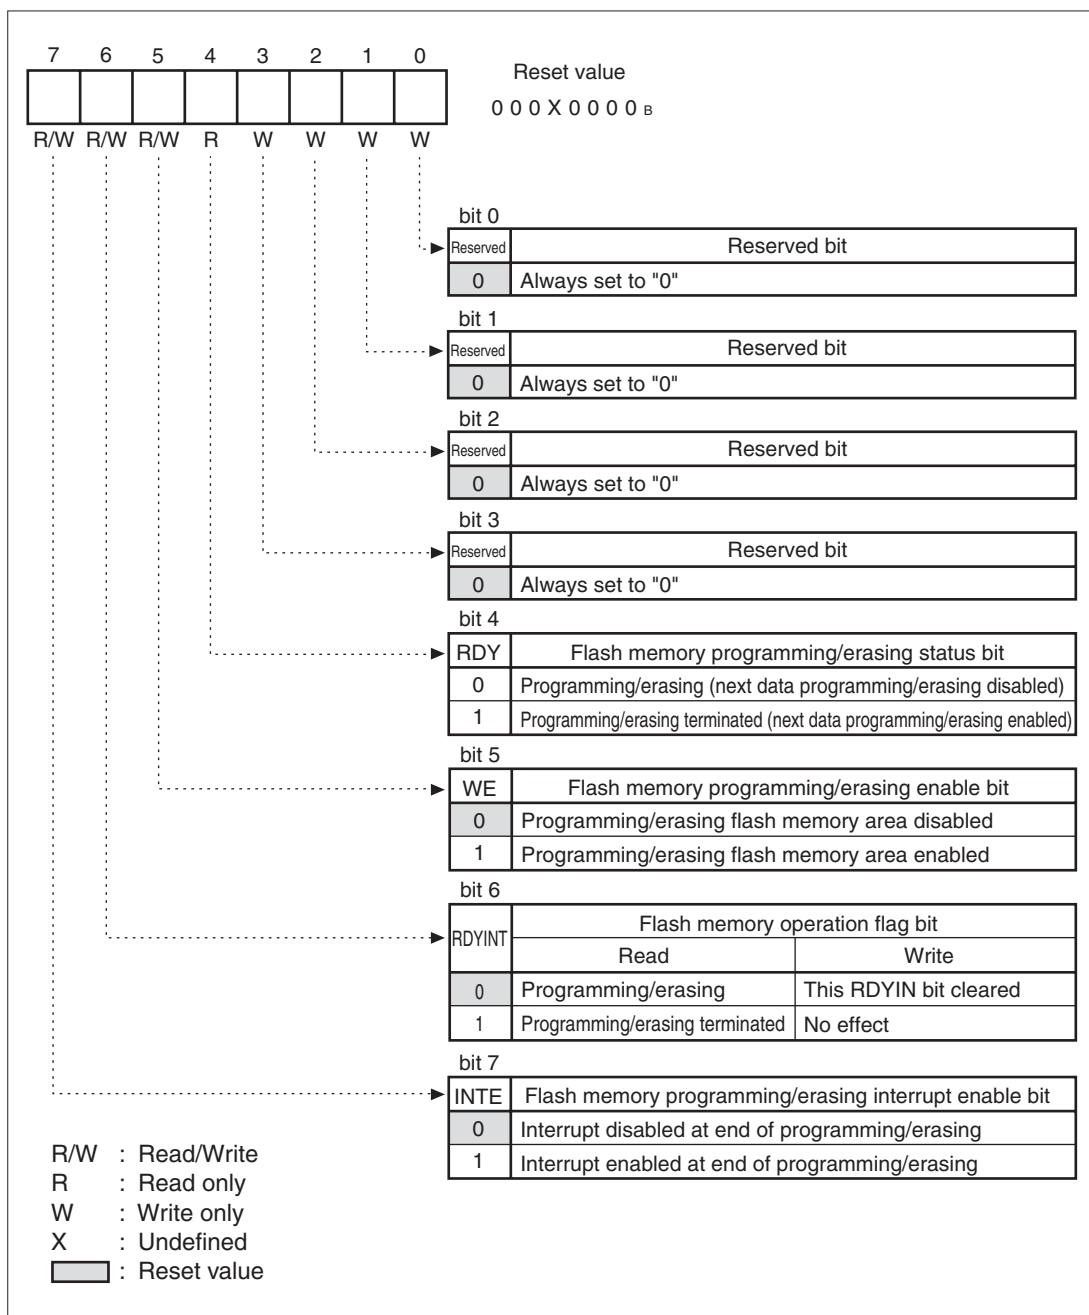 7 6 5 4 3 2 1 0
Reset value
0 0 0 X 0 0 0 0 B
R/W R/W R/W R W W W W
bit 0
Reserved Reserved bit
0 Always set to "0"
bit 1
Reserved Reserved bit
0 Always set to "0"
bit 2
Reserved Reserved bit
0 Always set to "0"
bit 3
Reserved Reserved bit
0 Always set to "0"
bit 4
RDY Flash memory programming/erasing status bit
0 Programming/erasing (next data programming/erasing disabled)
1 Programming/erasing terminated (next data programming/erasing enabled)
bit 5
WE Flash memory programming/erasing enable bit
0 Programming/erasing flash memory area disabled
1 Programming/erasing flash memory area enabled
bit 6
RDYINT Flash memory operation flag bit
Read Write
0 Programming/erasing This RDYIN bit cleared
1 Programming/erasing terminated No effect
bit 7
INTE Flash memory programming/erasing interrupt enable bit
0 Interrupt disabled at end of programming/erasing
1 Interrupt enabled at end of programming/erasing
R/W : Read/Write
R : Read only
W : Write only
X : Undefined
: Reset value